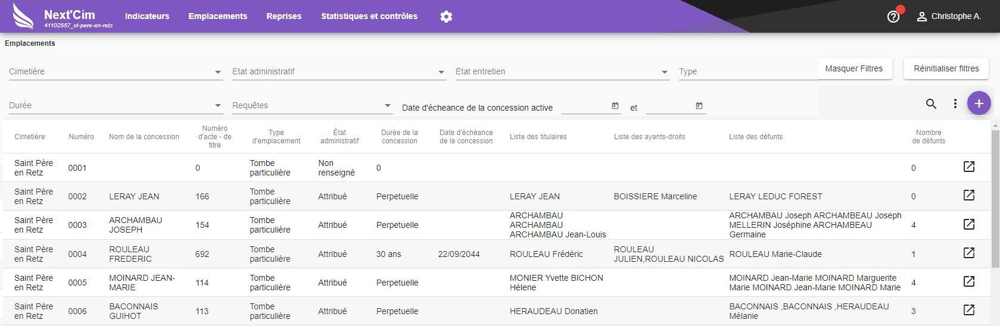 Next'Cim Indicateurs Emplacements Reprises Statistiques et contrôles Christophe A.
41102557_st-pere-en-retz
Emplacements
Cimetière État administratif État entretien Type Masquer Filtres Réinitialiser filtres
Durée Requêtes Date d'écheance de la concession active et
Cimetière Numéro Nom de la concession Numéro d'acte - de titre Type d'emplacement État administratif Durée de la concession Date d'échéance de la concession Liste des titulaires Liste des ayants-droits Liste des défunts Nombre de défunts
Saint Père en Retz 0001 0 Tombe particulière Non renseigné 0 0
Saint Père en Retz 0002 LERAY JEAN 166 Tombe particulière Attribué Perpetuelle LERAY JEAN BOISSIERE Marceline LERAY LEDUC FOREST 0
Saint Père en Retz 0003 ARCHAMBAU JOSEPH 154 Tombe particulière Attribué Perpetuelle ARCHAMBAU ARCHAMBAU ARCHAMBAU Jean-Louis ARCHAMBAU Joseph ARCHAMBEAU Joseph MELLERIN Joséphine ARCHAMBEAU Germaine 4
Saint Père en Retz 0004 ROULEAU FREDERIC 692 Tombe particulière Attribué 30 ans 22/09/2044 ROULEAU Frédéric ROULEAU JULIEN,ROULEAU NICOLAS ROULEAU Marie-Claude 1
Saint Père en Retz 0005 MOINARD JEAN-MARIE 114 Tombe particulière Attribué Perpetuelle MONIER Yvette BICHON Hélene MOINARD Jean-Marie MOINARD Marguerite Marie MOINARD Jean-Marie MOINARD Marie 4
Saint Père en Retz 0006 BACONNAIS GUIHOT 113 Tombe particulière Attribué Perpetuelle HERAUDEAU Donatien BACONNAIS ,BACONNAIS ,HERAUDEAU Mélanie 3